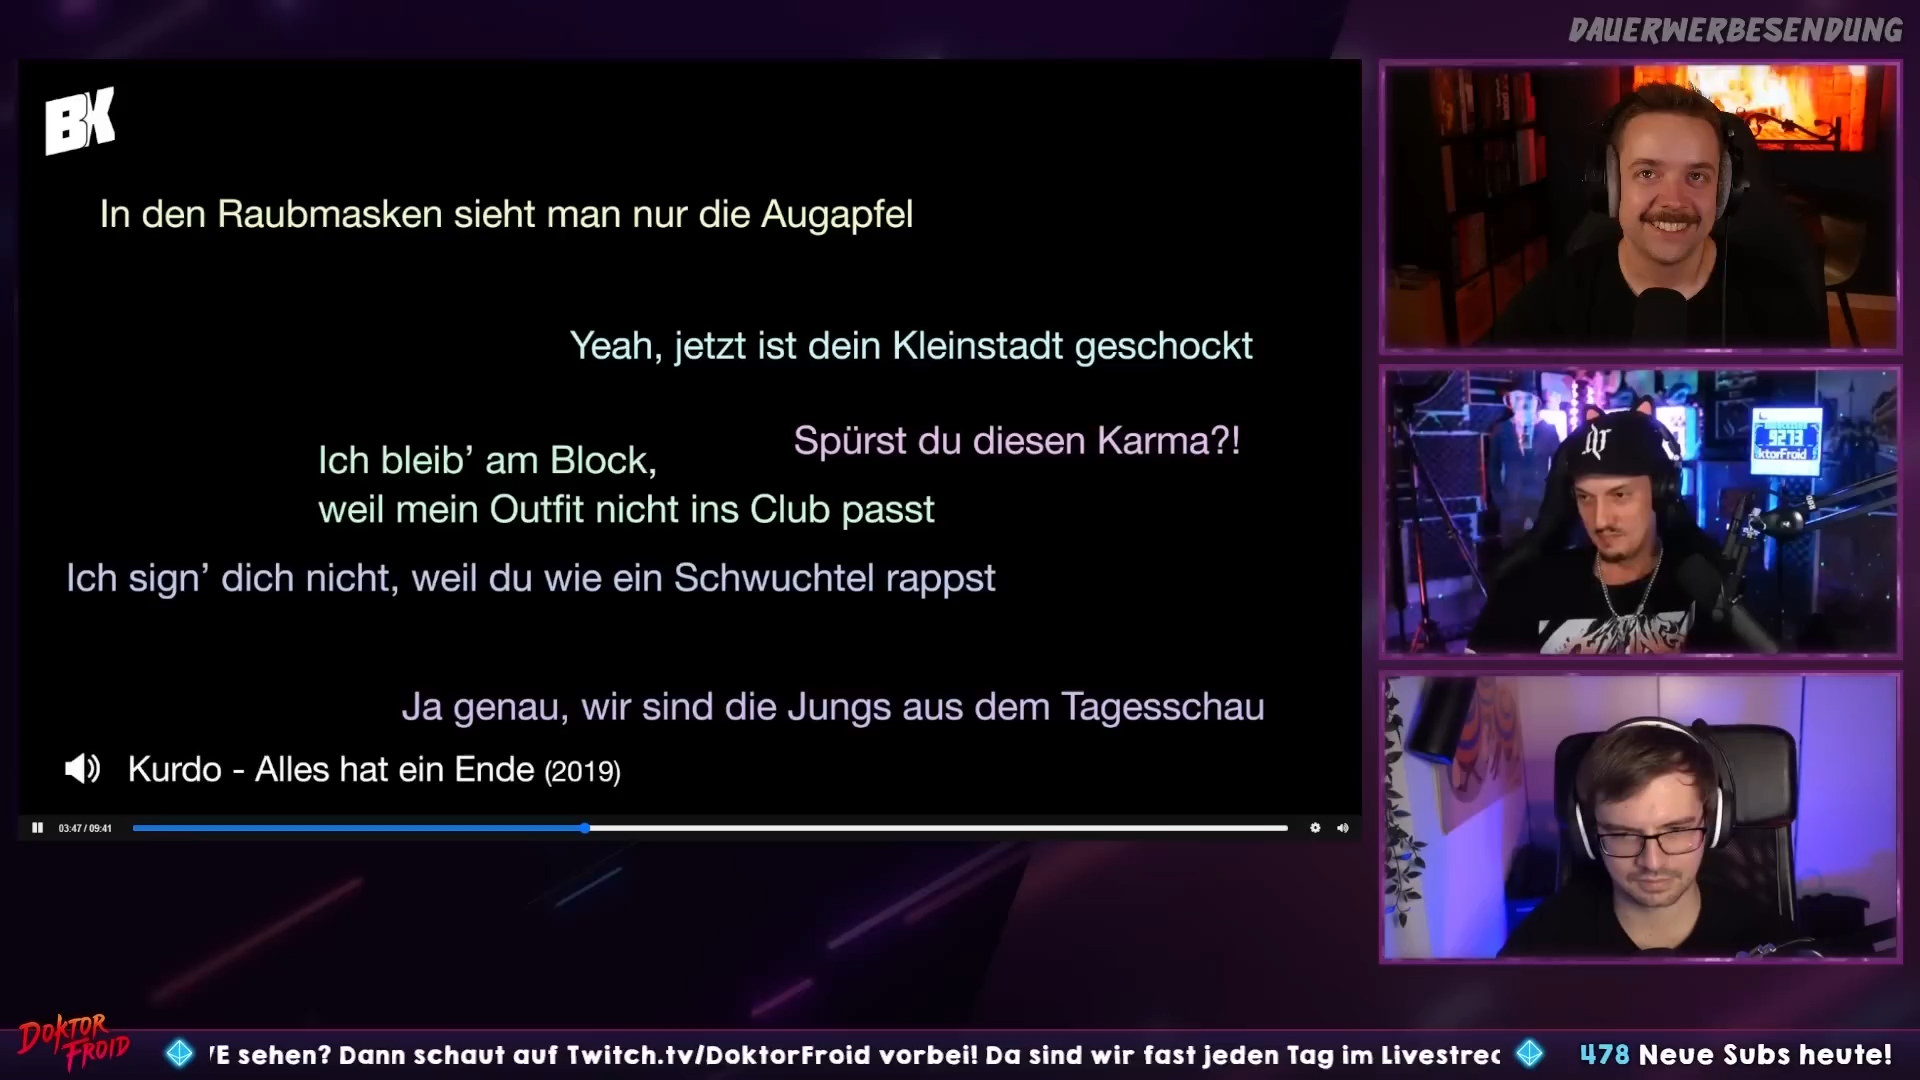 DAUERWERBESENDUNG
BK
In den Raubmasken sieht man nur die Augapfel
Yeah, jetzt ist dein Kleinstadt geschockt
Spürst du diesen Karma?!
Ich bleib’ am Block,
weil mein Outfit nicht ins Club passt
Ich sign’ dich nicht, weil du wie ein Schwuchtel rappst
Ja genau, wir sind die Jungs aus dem Tagesschau
Kurdo - Alles hat ein Ende (2019)
03:47 / 09:41
9273
ktorFroid
DOKTOR
FROID
E sehen? Dann schaut auf Twitch.tv/DoktorFroid vorbei! Da sind wir fast jeden Tag im Livestrea
478 Neue Subs heute!